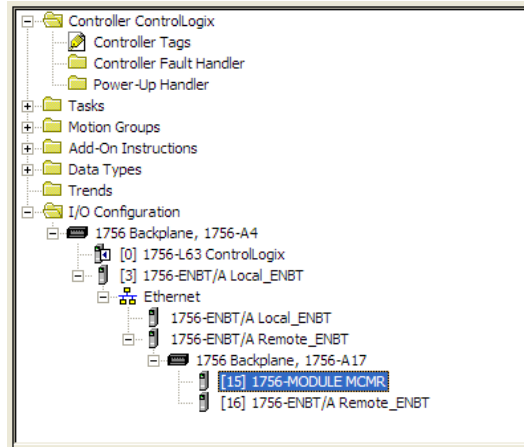 Controller ControlLogix
Controller Tags
Controller Fault Handler
Power-Up Handler
Tasks
Motion Groups
Add-On Instructions
Data Types
Trends
I/O Configuration
1756 Backplane, 1756-A4
[0] 1756-L63 ControlLogix
[3] 1756-ENBT/A Local_ENBT
Ethernet
1756-ENBT/A Local_ENBT
1756-ENBT/A Remote_ENBT
1756 Backplane, 1756-A17
[15] 1756-MODULE MCMR
[16] 1756-ENBT/A Remote_ENBT